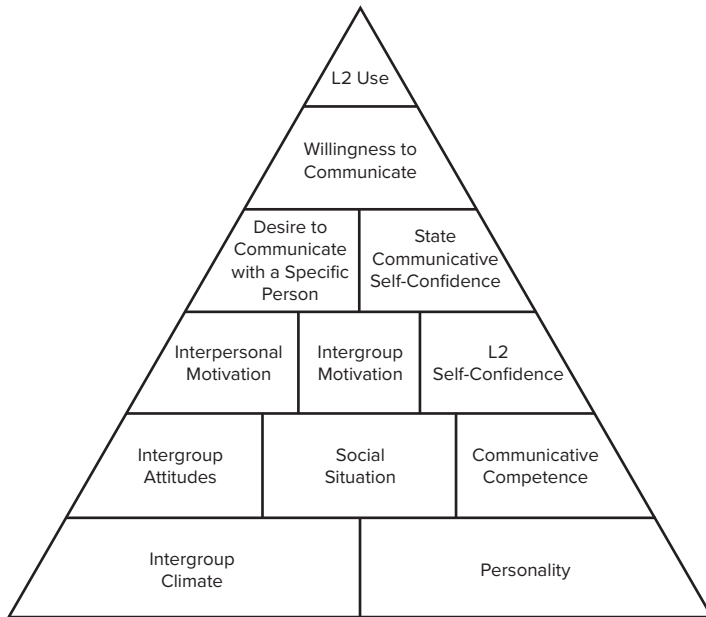 L2 Use
Willingness to
Communicate
Desire to
Communicate
with a Specific
Person
State
Communicative
Self-Confidence
Interpersonal
Motivation
Intergroup
Motivation
L2
Self-Confidence
Intergroup
Attitudes
Social
Situation
Communicative
Competence
Intergroup
Climate
Personality